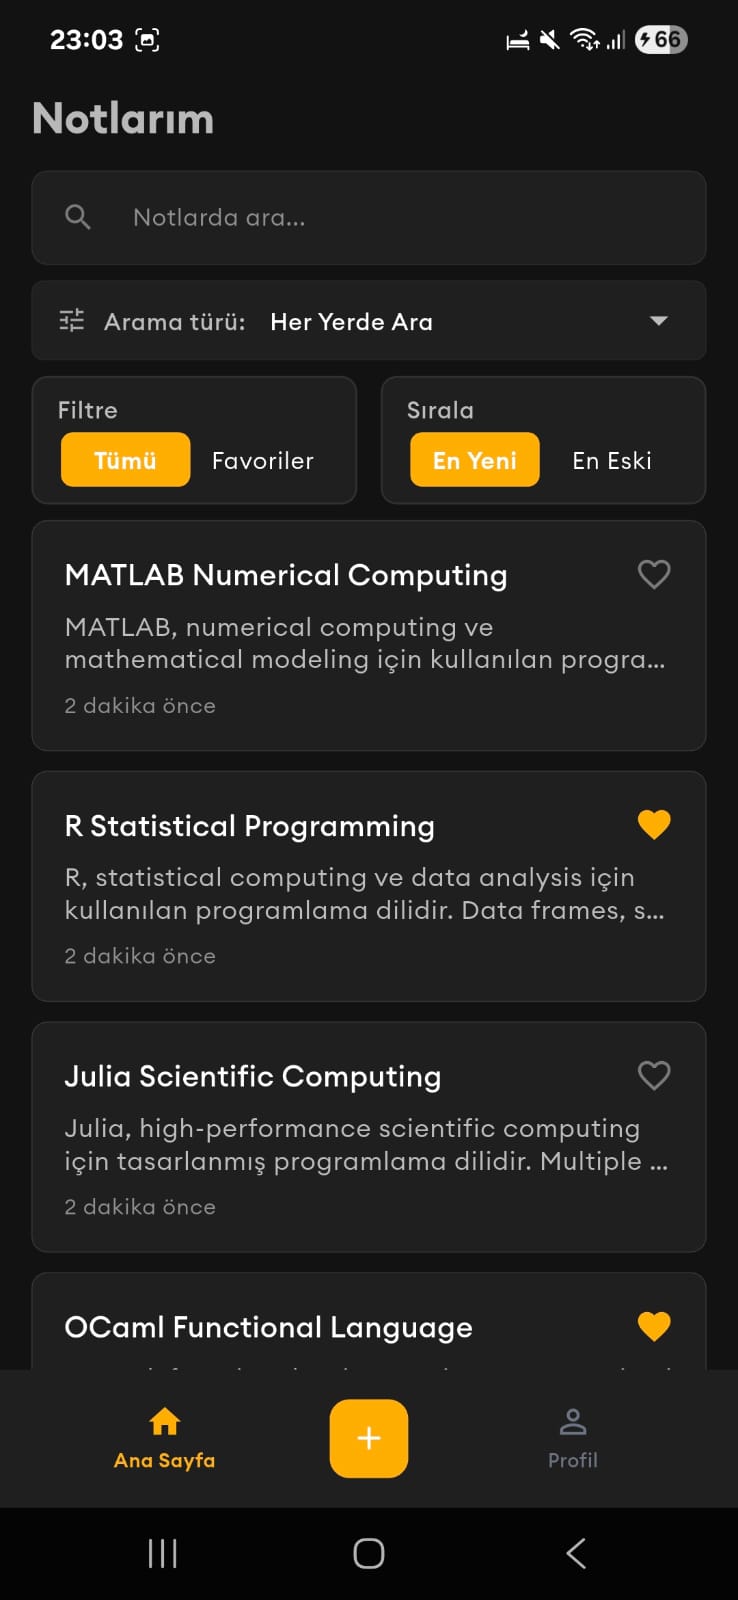 23:03
66
Notlarım
Notlarda ara...
Arama türü: Her Yerde Ara
Filtre
Tümü Favoriler
Sırala
En Yeni En Eski
MATLAB Numerical Computing
MATLAB, numerical computing ve
mathematical modeling için kullanılan progra...
2 dakika önce
R Statistical Programming
R, statistical computing ve data analysis için
kullanılan programlama dilidir. Data frames, s...
2 dakika önce
Julia Scientific Computing
Julia, high-performance scientific computing
için tasarlanmış programlama dilidir. Multiple ...
2 dakika önce
OCaml Functional Language
Ana Sayfa
Profil